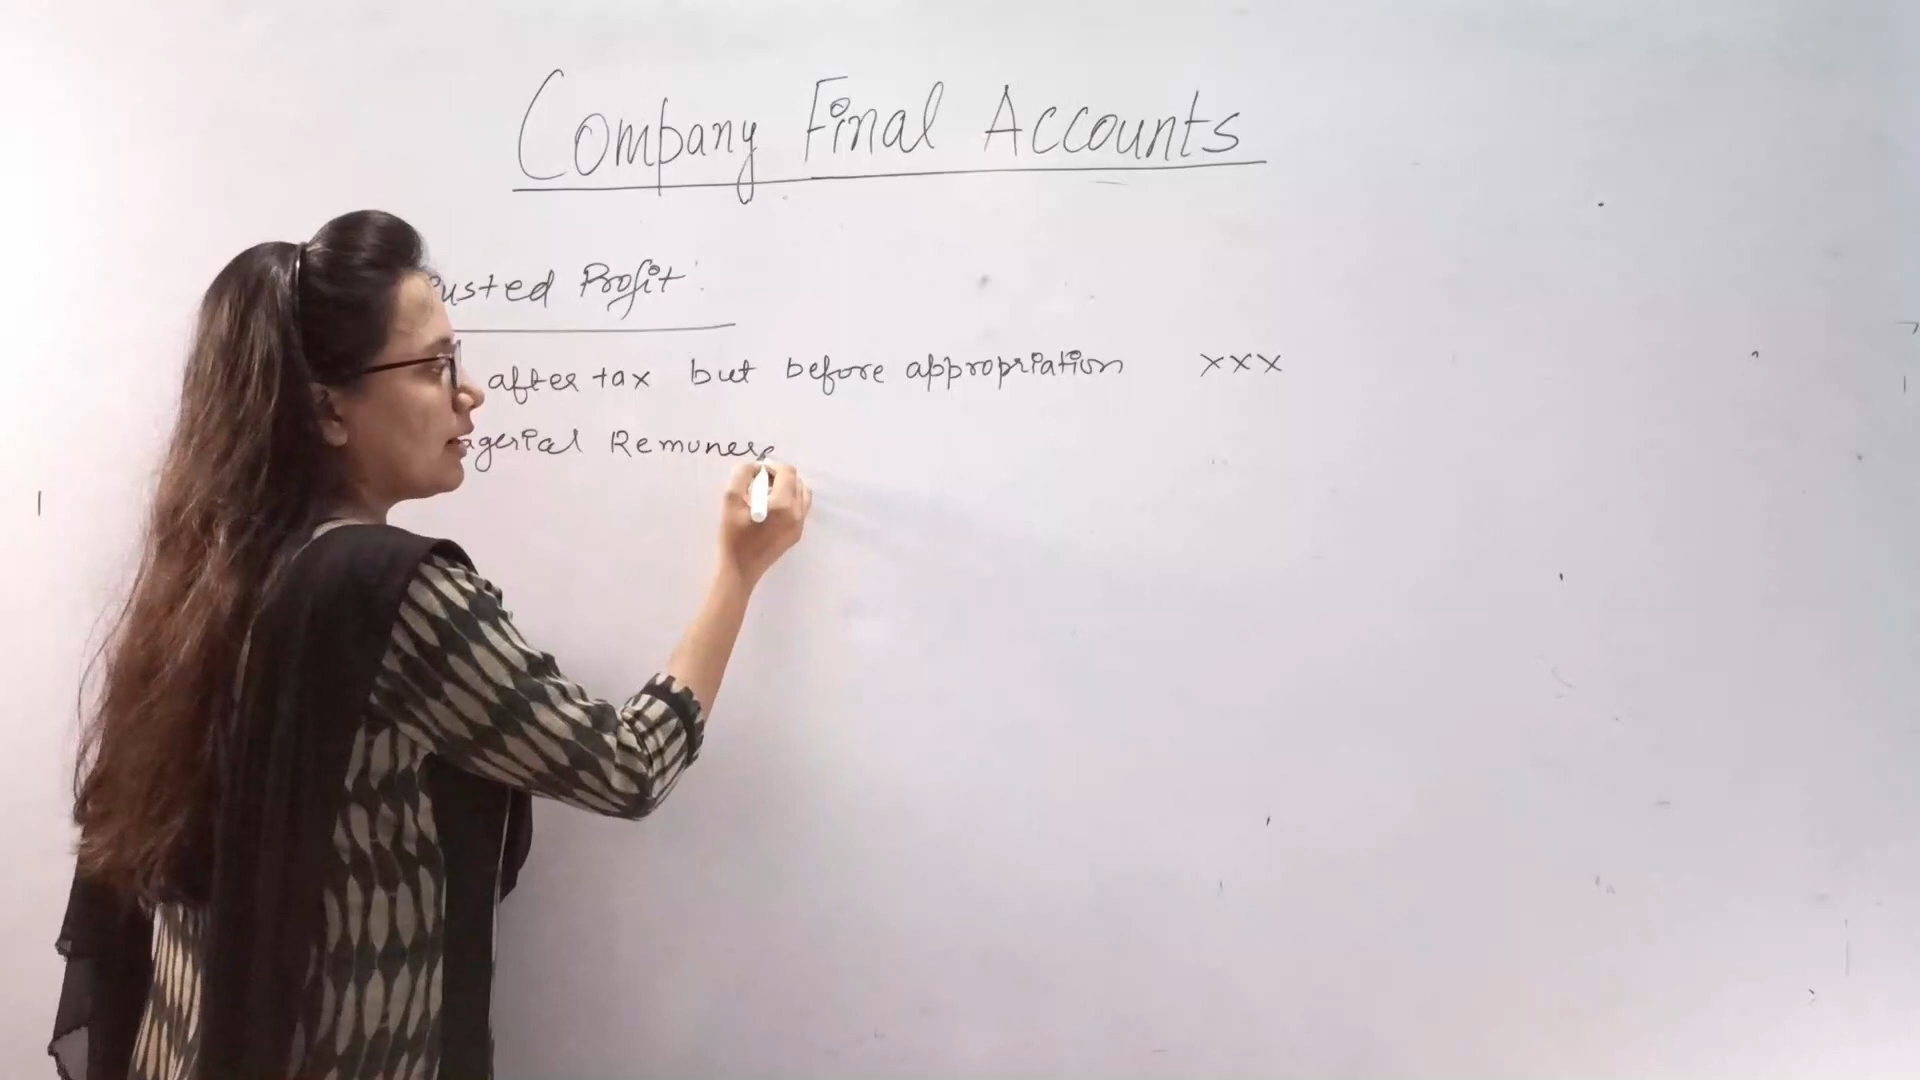 Company Final Accounts
usted Profit
after tax but before appropriation xxx
agerial Remuner